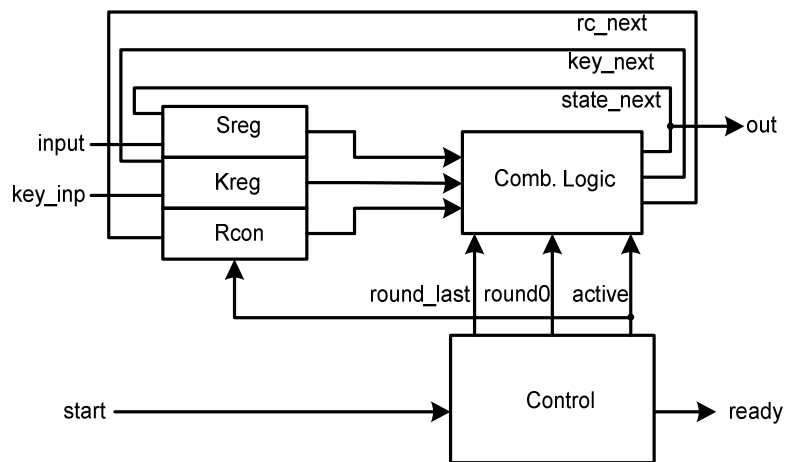 rc_next
key_next
state_next
Sreg
input
out
Kreg
Comb. Logic
key_inp
Rcon
round_last
round0
active
Control
start
ready